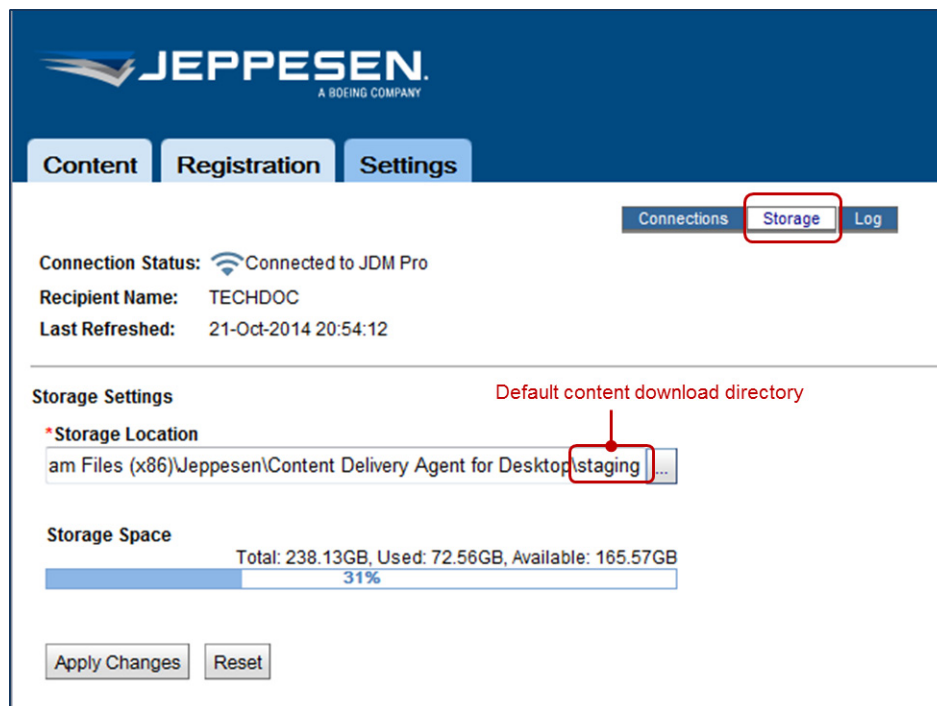 JEPPESEN.
A BOEING COMPANY
Content Registration Settings
Connections Storage Log
Connection Status: Connected to JDM Pro
Recipient Name: TECHDOC
Last Refreshed: 21-Oct-2014 20:54:12
Storage Settings
Default content download directory
*Storage Location
am Files (x86)\Jeppesen\Content Delivery Agent for Desktop\staging ...
Storage Space
Total: 238.13GB, Used: 72.56GB, Available: 165.57GB
31%
Apply Changes Reset